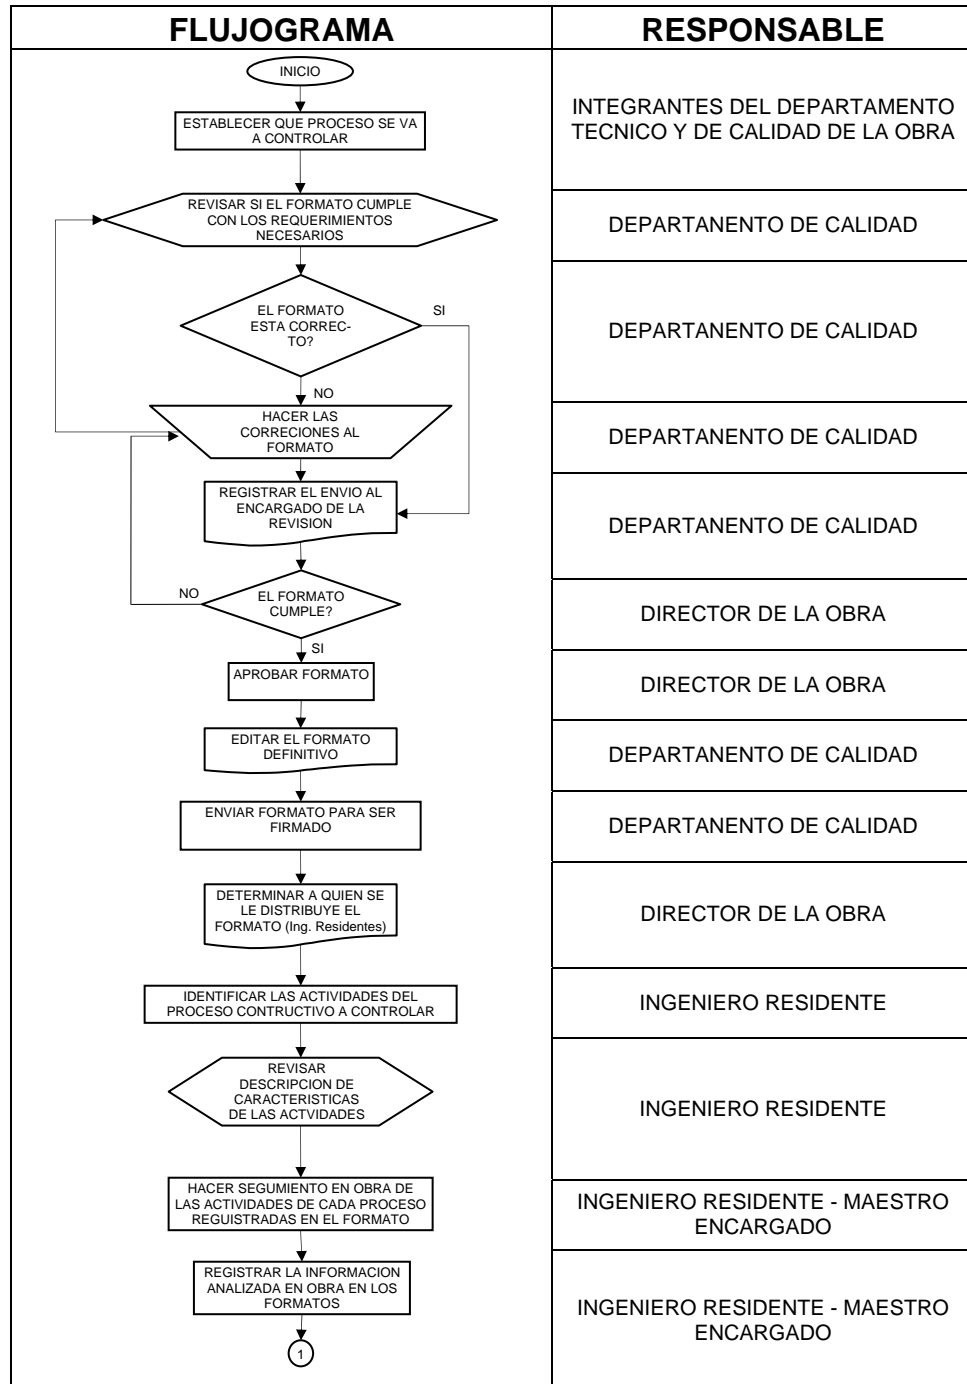 FLUJOGRAMA
RESPONSABLE
INICIO
ESTABLECER QUE PROCESO SE VA
A CONTROLAR
INTEGRANTES DEL DEPARTAMENTO
TECNICO Y DE CALIDAD DE LA OBRA
REVISAR SI EL FORMATO CUMPLE
CON LOS REQUERIMIENTOS
NECESARIOS
DEPARTANENTO DE CALIDAD
EL FORMATO
ESTA CORREC-
TO?
SI
NO
DEPARTANENTO DE CALIDAD
HACER LAS
CORRECIONES AL
FORMATO
DEPARTANENTO DE CALIDAD
REGISTRAR EL ENVIO AL
ENCARGADO DE LA
REVISION
DEPARTANENTO DE CALIDAD
EL FORMATO
CUMPLE?
NO
SI
DIRECTOR DE LA OBRA
APROBAR FORMATO
DIRECTOR DE LA OBRA
EDITAR EL FORMATO
DEFINITIVO
DEPARTANENTO DE CALIDAD
ENVIAR FORMATO PARA SER
FIRMADO
DEPARTANENTO DE CALIDAD
DETERMINAR A QUIEN SE
LE DISTRIBUYE EL
FORMATO (Ing. Residentes)
DIRECTOR DE LA OBRA
IDENTIFICAR LAS ACTIVIDADES DEL
PROCESO CONTRUCTIVO A CONTROLAR
INGENIERO RESIDENTE
REVISAR
DESCRIPCION DE
CARACTERISTICAS
DE LAS ACTVIDADES
INGENIERO RESIDENTE
HACER SEGUMIENTO EN OBRA DE
LAS ACTIVIDADES DE CADA PROCESO
REGUISTRADAS EN EL FORMATO
INGENIERO RESIDENTE - MAESTRO
ENCARGADO
REGISTRAR LA INFORMACION
ANALIZADA EN OBRA EN LOS
FORMATOS
INGENIERO RESIDENTE - MAESTRO
ENCARGADO
1